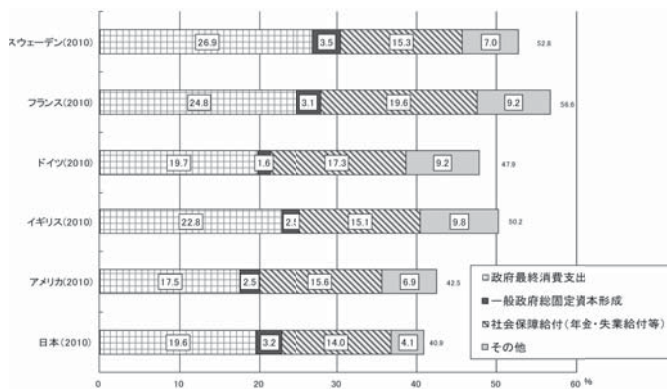 スウェーデン(2010)
26.9
3.5
15.3
7.0
52.8
フランス(2010)
24.8
3.1
19.6
9.2
56.6
ドイツ(2010)
19.7
1.6
17.3
9.2
47.9
イギリス(2010)
22.8
2.5
15.1
9.8
50.2
アメリカ(2010)
17.5
2.5
15.6
6.9
42.5
日本(2010)
19.6
3.2
14.0
4.1
40.9
政府最終消費支出
一般政府総固定資本形成
社会保障給付(年金・失業給付等)
その他
0 10 20 30 40 50 60 %